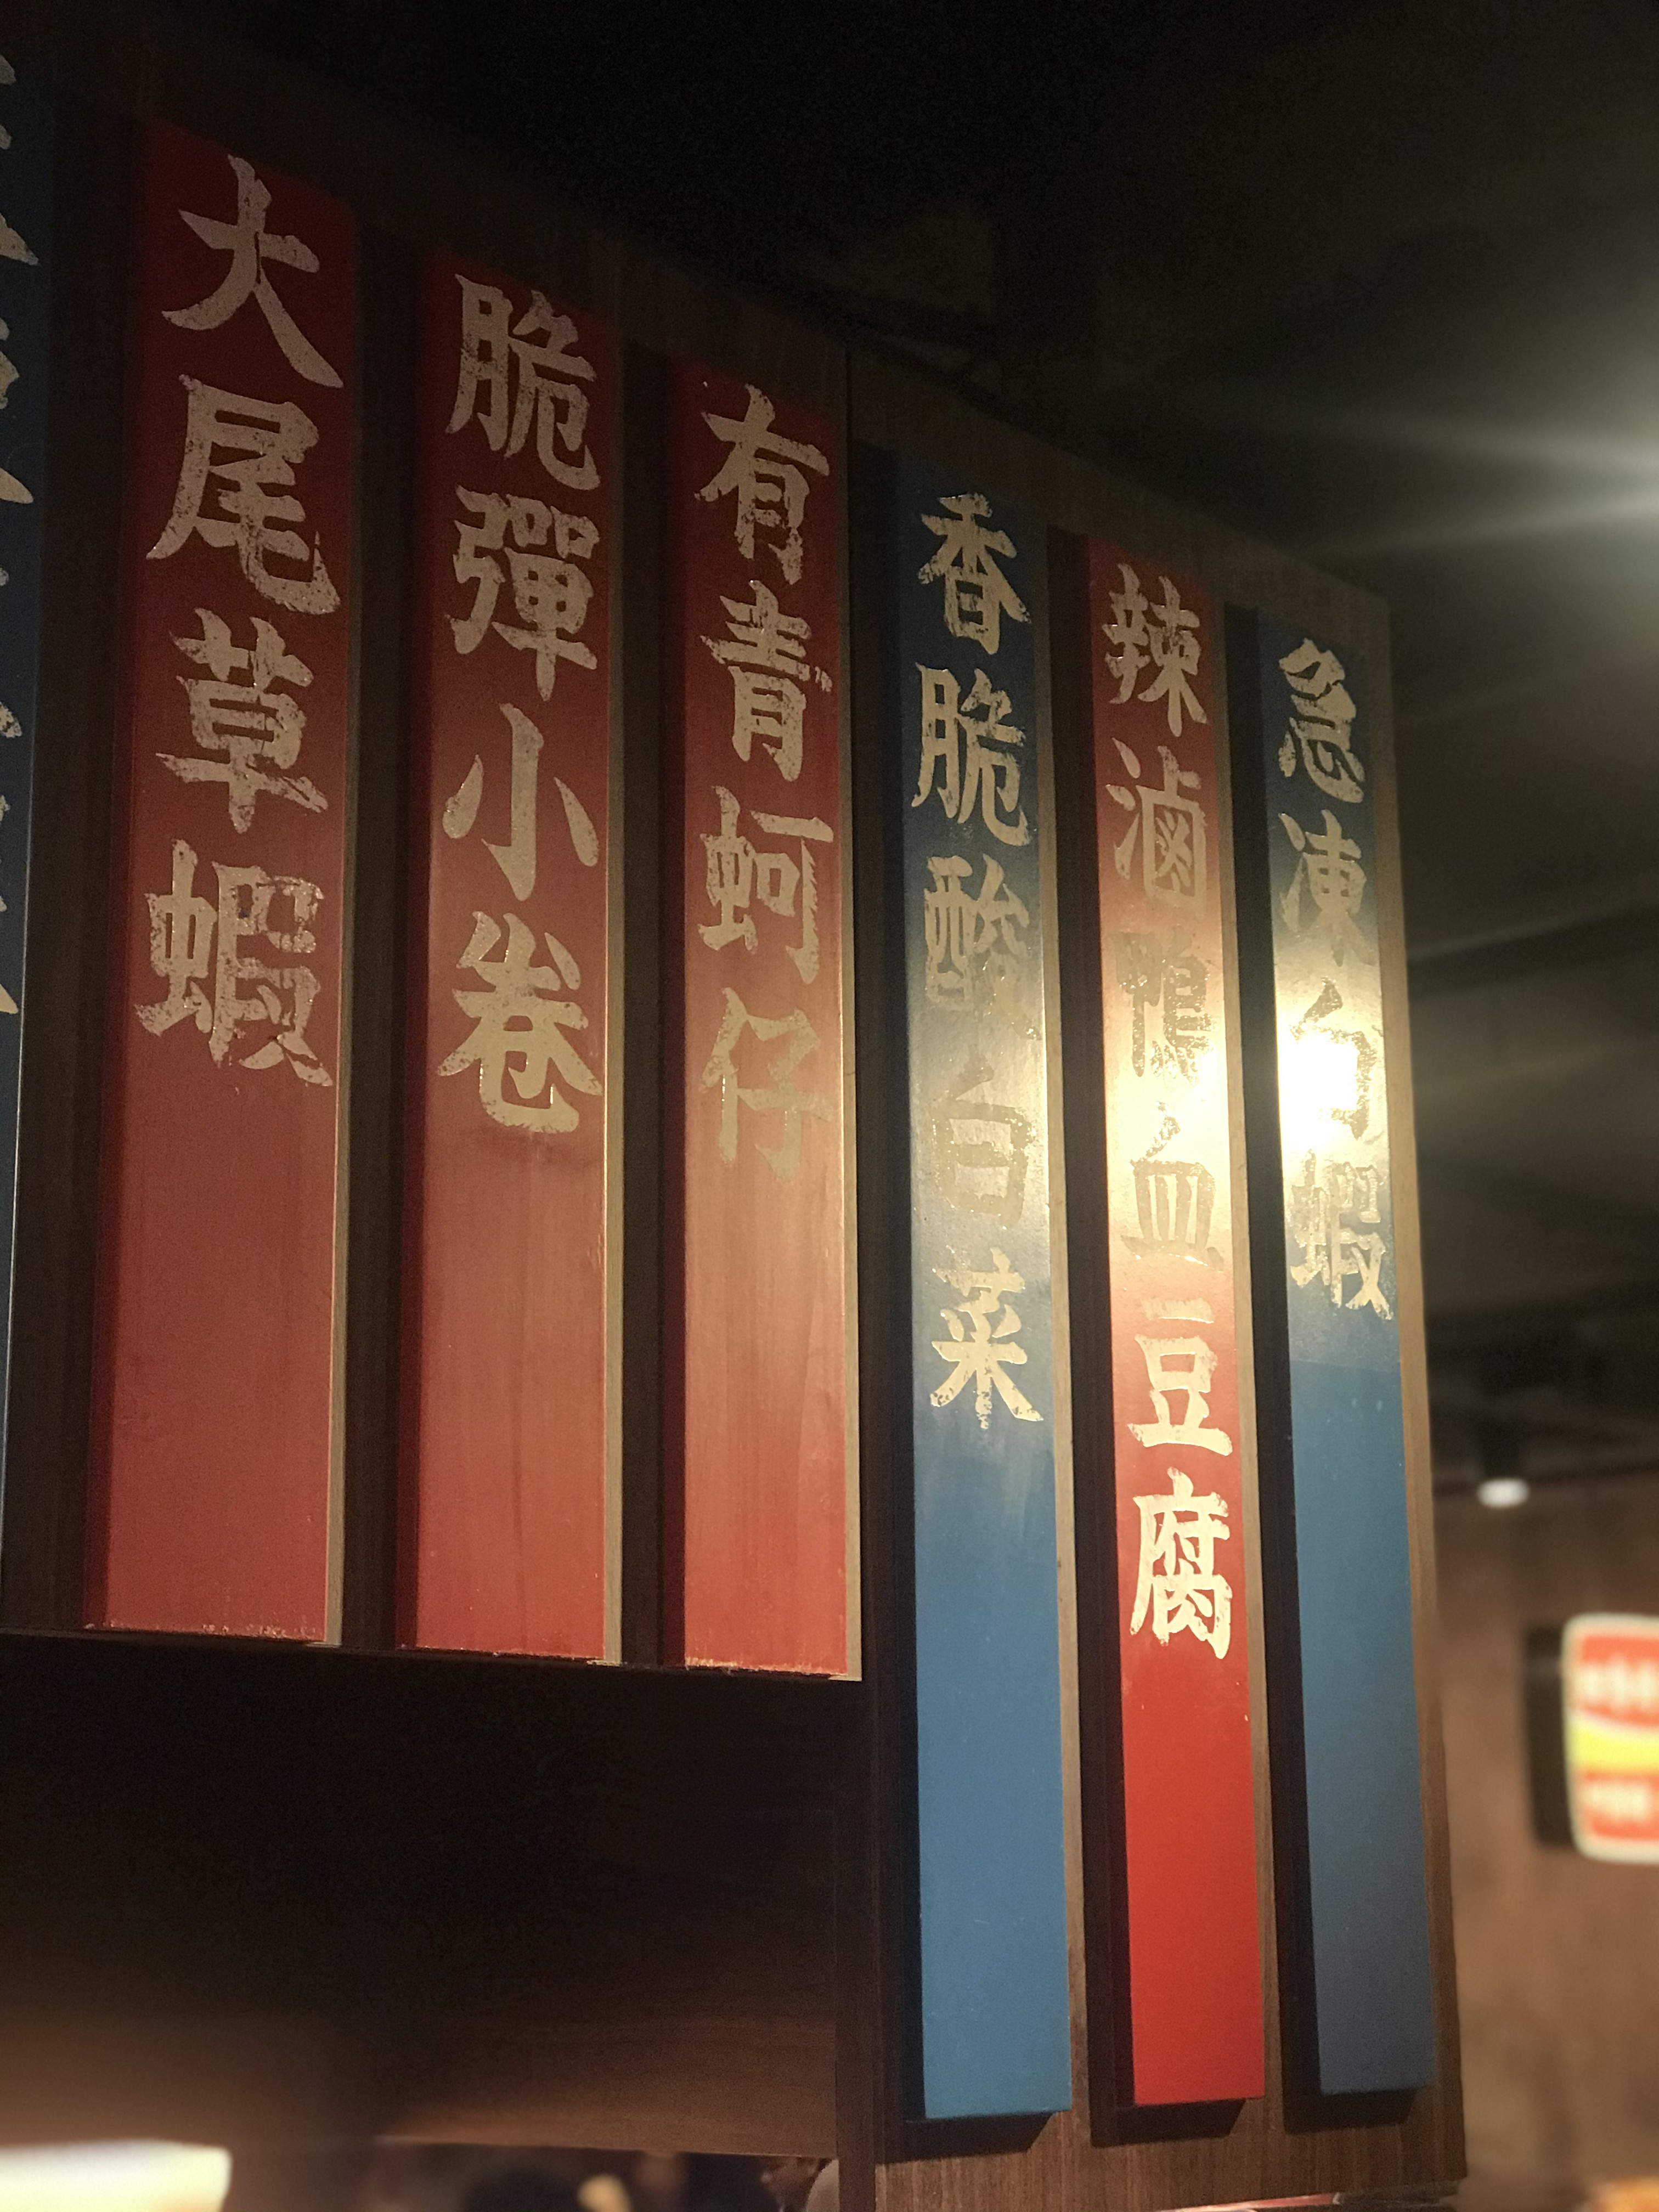 急凍白蝦
辣滷鴨血豆腐
香脆酸白菜
有青蚵仔
脆彈小卷
大尾草蝦